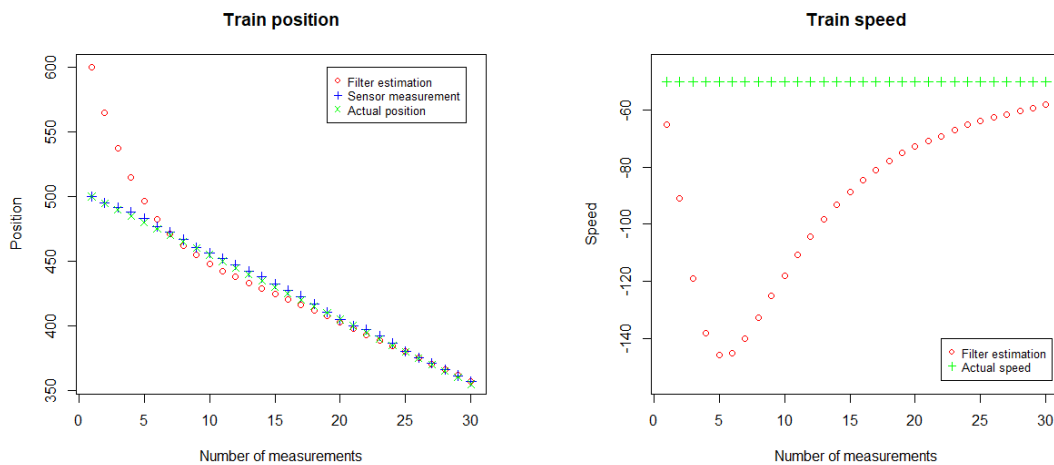 Train position
600
550
500
450
400
350
Position
Filter estimation
Sensor measurement
Actual position
0 5 10 15 20 25 30
Number of measurements
Train speed
-60
-80
-100
-120
-140
Speed
Filter estimation
Actual speed
0 5 10 15 20 25 30
Number of measurements